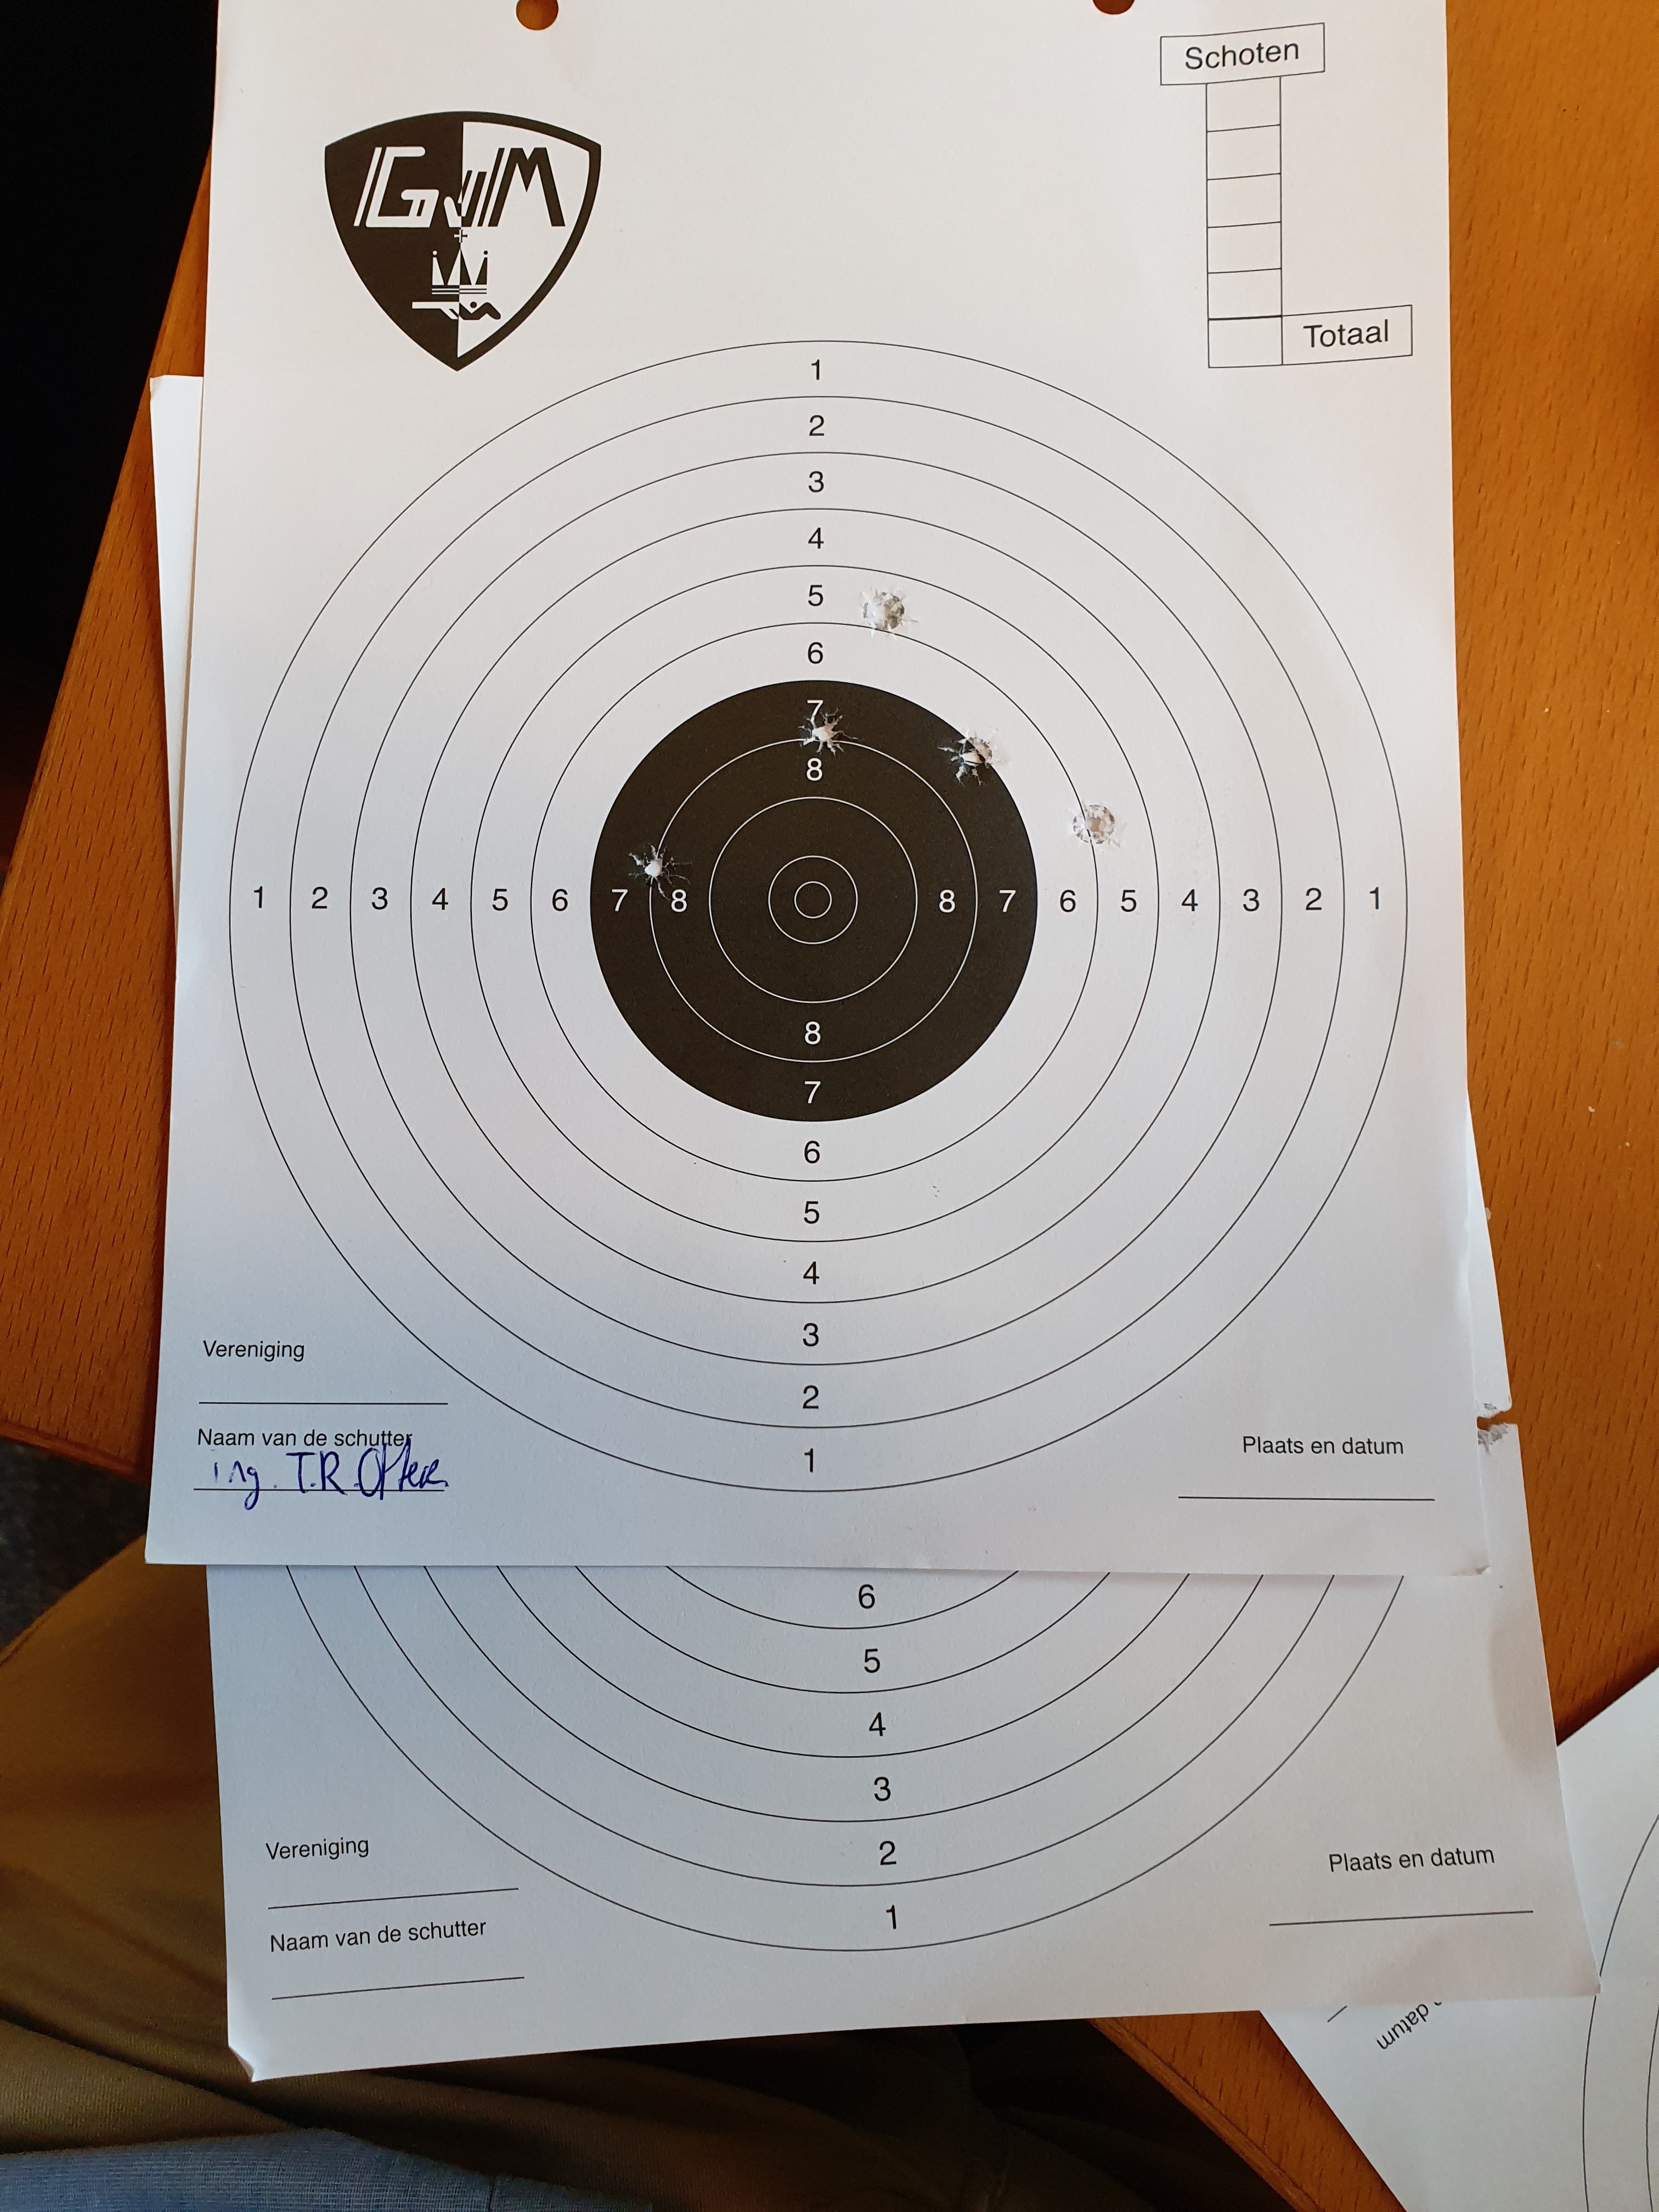 Schoten
GVM
Totaal
1
2
3
4
5
6
7
8
1 2 3 4 5 6 7 8 8 7 6 5 4 3 2 1
8
7
6
5
4
3
2
1
Vereniging
Naam van de schutter
ing. T.R.
Plaats en datum
6
5
4
3
2
1
Vereniging
Plaats en datum
Naam van de schutter
datum